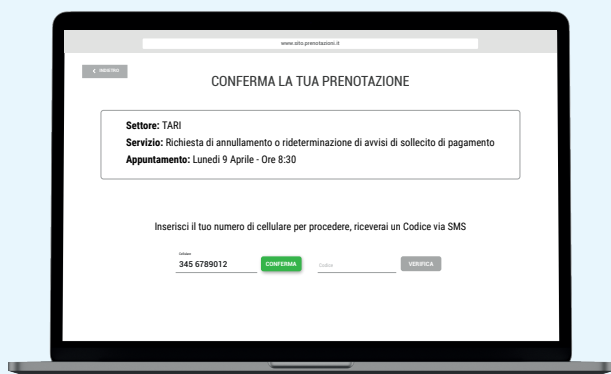 www.sito.prenotazioni.it
INDIETRO
CONFERMA LA TUA PRENOTAZIONE
Settore: TARI
Servizio: Richiesta di annullamento o rideterminazione di avvisi di sollecito di pagamento
Appuntamento: Lunedì 9 Aprile - Ore 8:30
Inserisci il tuo numero di cellulare per procedere, riceverai un Codice via SMS
Cellulare
345 6789012 CONFERMA Codice VERIFICA